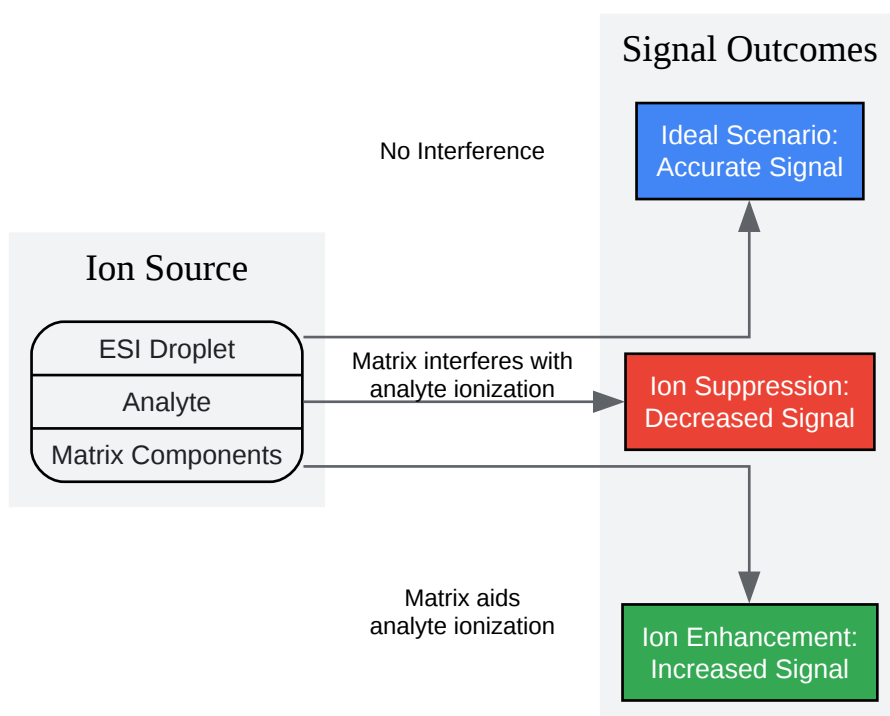 Signal Outcomes
Ideal Scenario:
Accurate Signal
No Interference
Ion Source
ESI Droplet
Analyte
Matrix Components
Matrix interferes with
analyte ionization
Ion Suppression:
Decreased Signal
Matrix aids
analyte ionization
Ion Enhancement:
Increased Signal